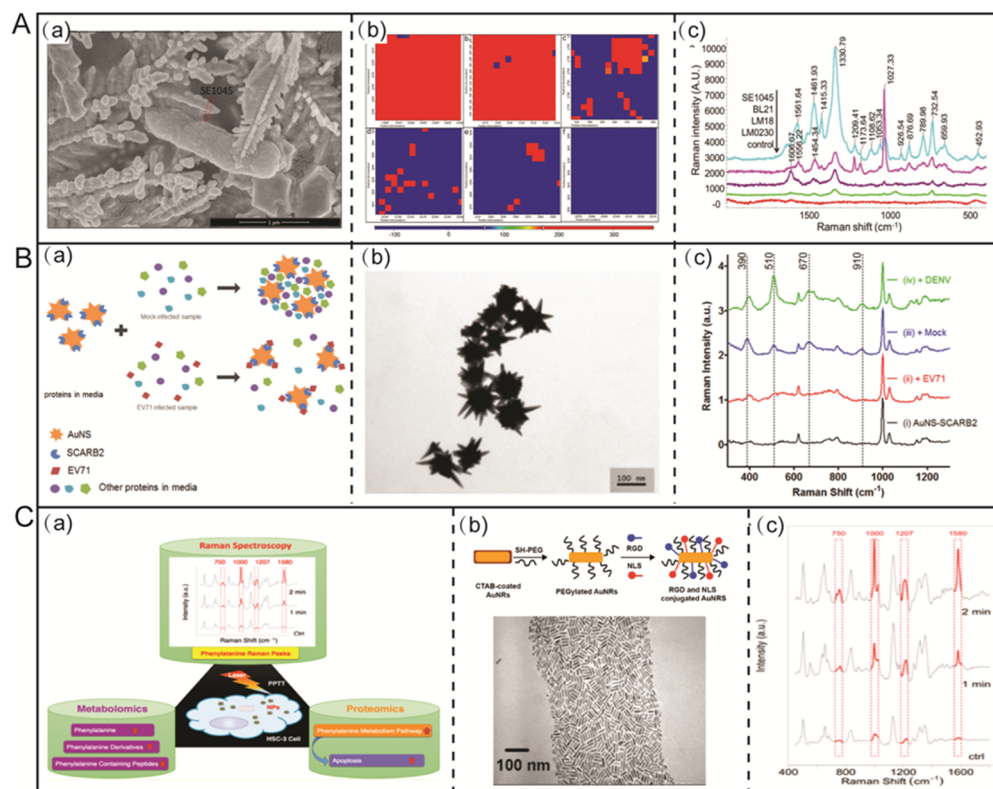 A
(a)
SE1045
1 µm
(b)
-100 0 100 200 300
(c)
Raman intensity (A.U.)
10000
9000
8000
7000
6000
5000
4000
3000
2000
1000
-0
SE1045
BL21
LM18
LM0230
control
1606.67
1561.64
1556.22
1461.93
1454.34
1415.33
1330.79
1209.41
1173.64
1108.62
1053.34
1027.33
926.54
876.69
789.96
732.54
659.93
452.93
1500 1000 500
Raman shift (cm-1)
B
(a)
Mock-infected sample
proteins in media
EV71 infected sample
AuNS
SCARB2
EV71
Other proteins in media
(b)
100 nm
(c)
390 510 670 910
Raman Intensity (a.u.)
4
3
2
1
0
(iv) + DENV
(iii) + Mock
(ii) + EV71
(i) AuNS-SCARB2
400 600 800 1000 1200
Raman Shift (cm-1)
C
(a)
Raman Spectroscopy
750 1000 1207 1580
Intensity (a.u.)
2 min
1 min
Ctrl
400 800 1200 1600
Raman Shift (cm-1)
Phenylalanine Raman Peaks
Laser
PPTT
NPs
HSC-3 Cell
Metabolomics
Phenylalanine
Phenylalanine Derivatives
Phenylalanine Containing Peptides
Proteomics
Phenylalanine Metabolism Pathway
Apoptosis
(b)
SH-PEG
RGD
NLS
CTAB-coated
AuNRs
PEGylated AuNRs
RGD and NLS
conjugated AuNRS
100 nm
(c)
750 1000 1207 1580
Intensity (a.u.)
2 min
1 min
ctrl
400 800 1200 1600
Raman Shift (cm-1)